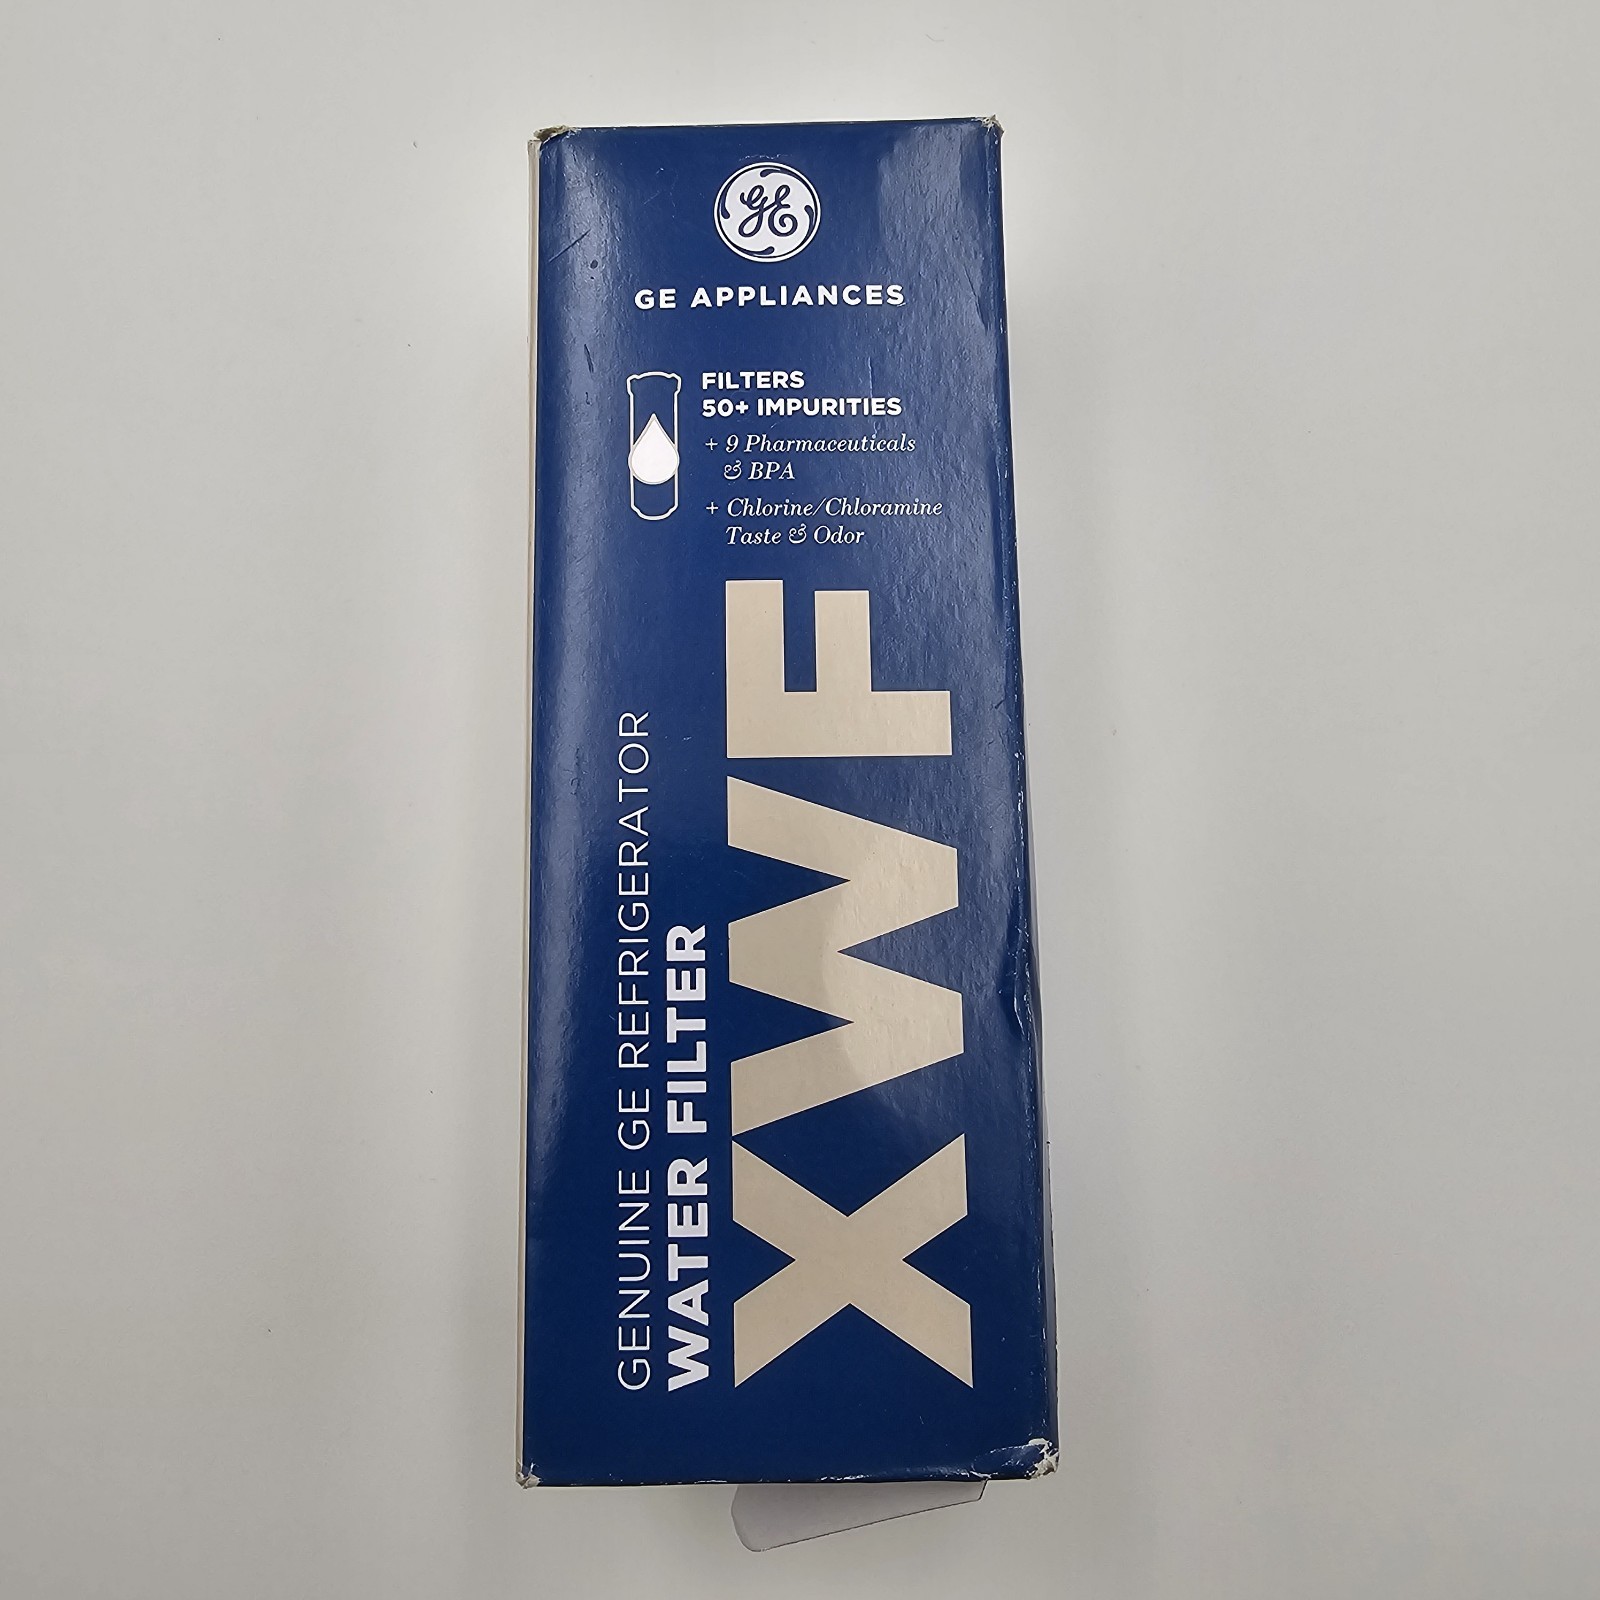 GE
GE APPLIANCES
FILTERS
50+ IMPURITIES
+ 9 Pharmaceuticals
& BPA
+ Chlorine/Chloramine
Taste & Odor
GENUINE GE REFRIGERATOR
WATER FILTER
XWF